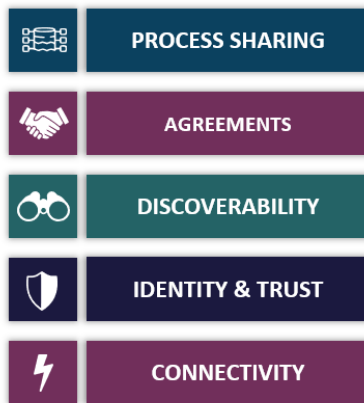 PROCESS SHARING
AGREEMENTS
DISCOVERABILITY
IDENTITY & TRUST
CONNECTIVITY